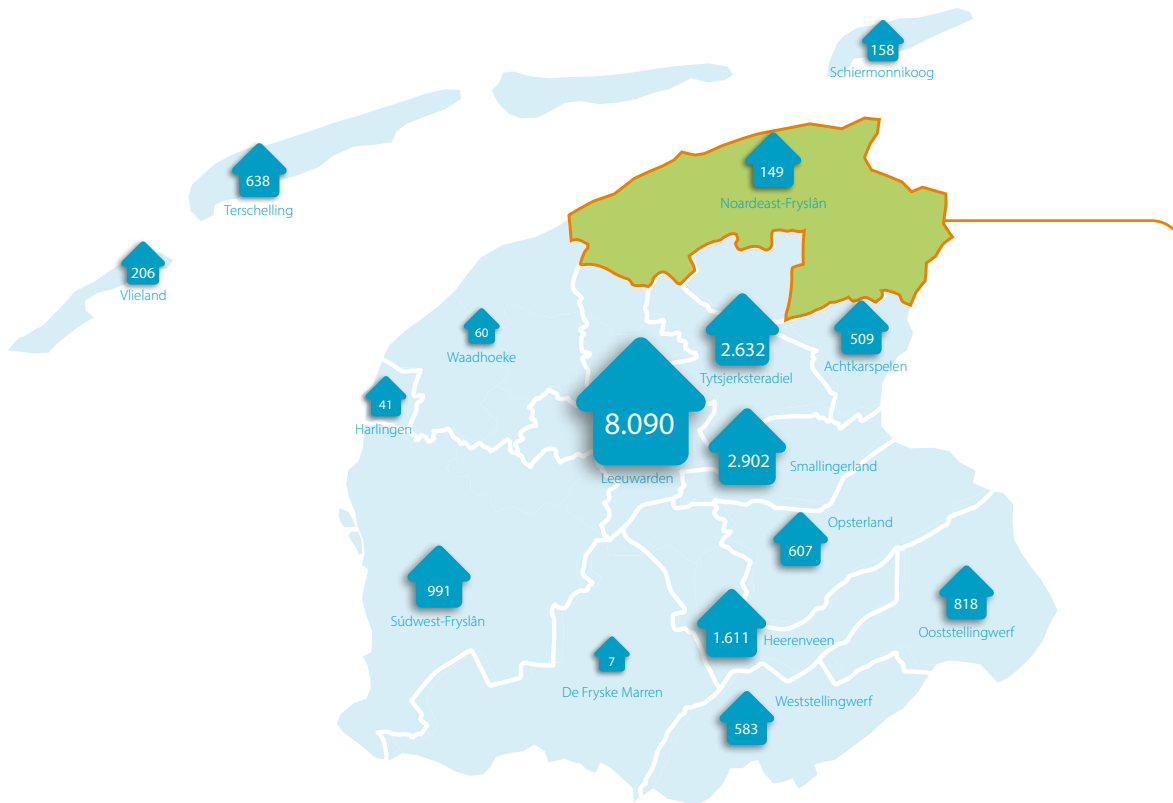 158
Schiermonnikoog
149
Noardeast-Fryslân
638
Terschelling
206
Vlieland
60
Waadhoeke
2.632
Tytsjerksteradiel
509
Achtkarspelen
41
Harlingen
8.090
Leeuwarden
2.902
Smallingerland
607
Opsterland
991
Súdwest-Fryslân
818
Ooststellingwerf
1.611
Heerenveen
7
De Fryske Marren
583
Weststellingwerf